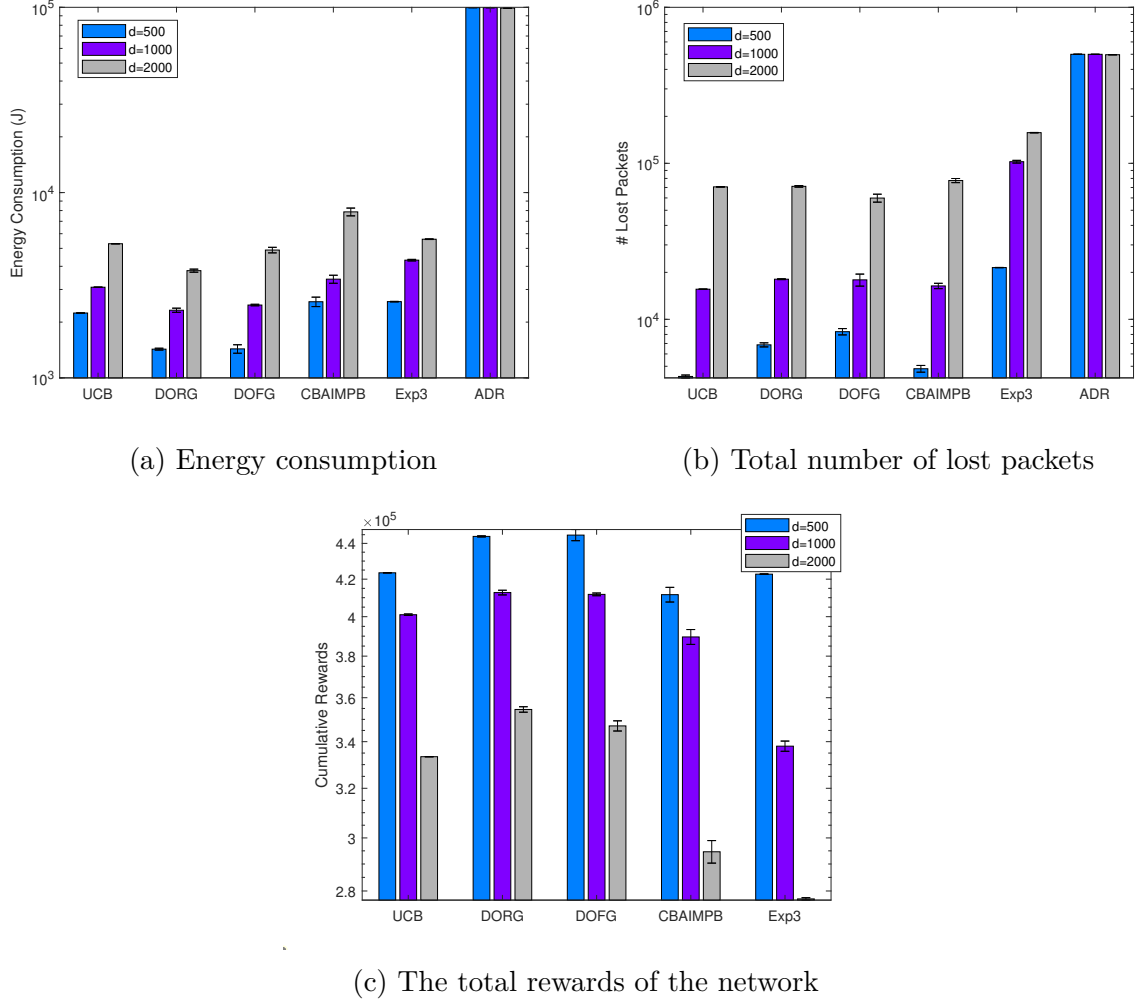 10^5
10^4
10^3
Energy Consumption (J)
d=500
d=1000
d=2000
UCB DORG DOFG CBAIMPB Exp3 ADR
(a) Energy consumption
10^6
10^5
10^4
# Lost Packets
d=500
d=1000
d=2000
UCB DORG DOFG CBAIMPB Exp3 ADR
(b) Total number of lost packets
×10^5
4.4
4.2
4
3.8
3.6
3.4
3.2
3
2.8
Cumulative Rewards
d=500
d=1000
d=2000
UCB DORG DOFG CBAIMPB Exp3
(c) The total rewards of the network